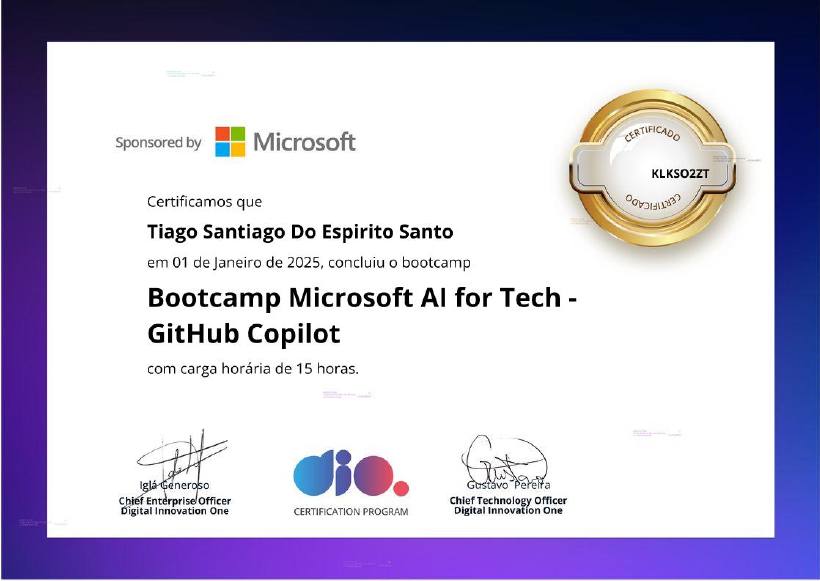 Sponsored by Microsoft
CERTIFICADO
KLKSO2ZT
CERTIFICADO
Certificamos que
Tiago Santiago Do Espirito Santo
em 01 de Janeiro de 2025, concluiu o bootcamp
Bootcamp Microsoft AI for Tech -
GitHub Copilot
com carga horária de 15 horas.
Iglá Generoso
Chief Enterprise Officer
Digital Innovation One
dio.
CERTIFICATION PROGRAM
Gustavo Pereira
Chief Technology Officer
Digital Innovation One